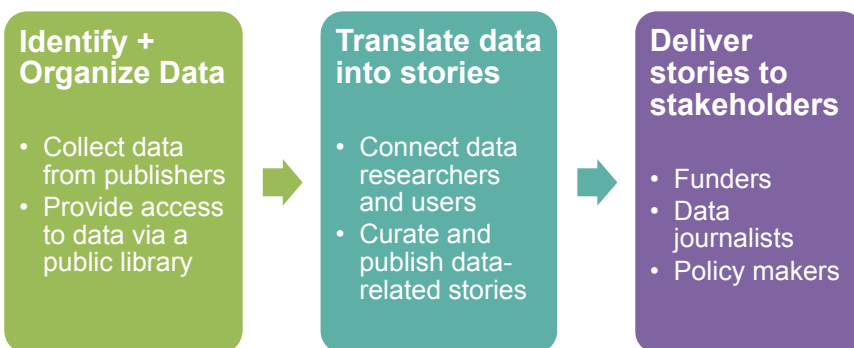 Identify +
Organize Data
• Collect data
from publishers
• Provide access
to data via a
public library
Translate data
into stories
• Connect data
researchers
and users
• Curate and
publish data-
related stories
Deliver
stories to
stakeholders
• Funders
• Data
journalists
• Policy makers